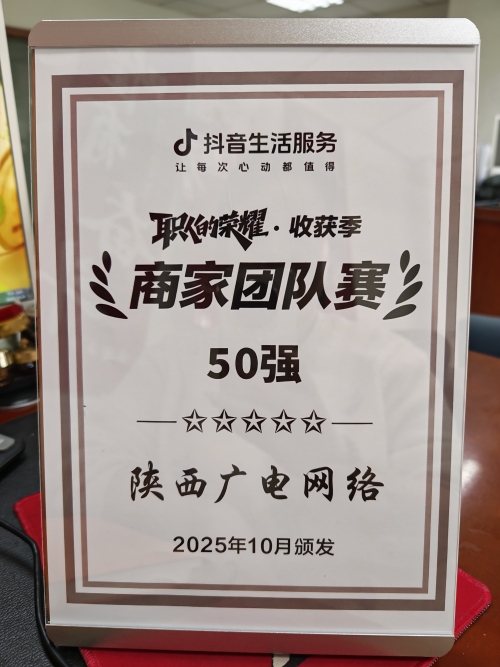 抖音生活服务
让每次心动都值得
职人的荣耀·收获季
商家团队赛
50强
陕西广电网络
2025年10月颁发